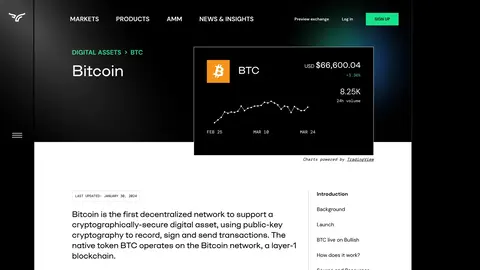 MARKETS PRODUCTS AMM NEWS & INSIGHTS Preview exchange Log in SIGN UP
DIGITAL ASSETS > BTC
Bitcoin
BTC
USD $66,600.04
8.25K
24h volume
FEB 25 MAR 10 MAR 24
Charts powered by TradingView
LAST UPDATED: JANUARY 30, 2024
Bitcoin is the first decentralized network to support a
cryptographically-secure digital asset, using public-key
cryptography to record, sign and send transactions. The
native token BTC operates on the Bitcoin network, a layer-1
blockchain.
Introduction
Background
Launch
BTC live on Bullish
How does it work?